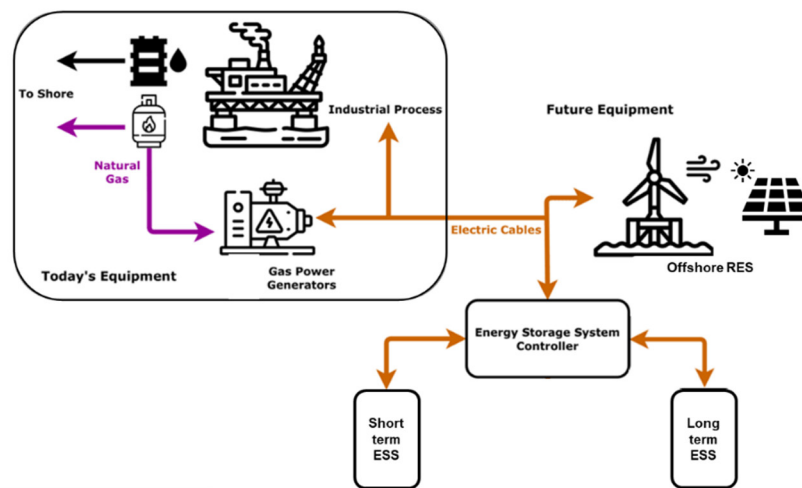 To Shore
Industrial Process
Future Equipment
Natural
Gas
Electric Cables
Offshore RES
Today's Equipment
Gas Power
Generators
Energy Storage System
Controller
Short
term
ESS
Long
term
ESS